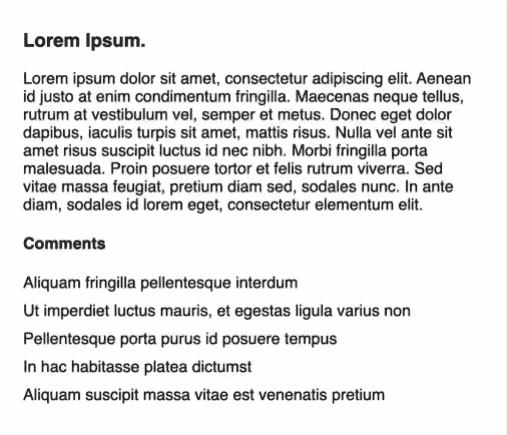 Lorem Ipsum.
Lorem ipsum dolor sit amet, consectetur adipiscing elit. Aenean
id justo at enim condimentum fringilla. Maecenas neque tellus,
rutrum at vestibulum vel, semper et metus. Donec eget dolor
dapibus, iaculis turpis sit amet, mattis risus. Nulla vel ante sit
amet risus suscipit luctus id nec nibh. Morbi fringilla porta
malesuada. Proin posuere tortor et felis rutrum viverra. Sed
vitae massa feugiat, pretium diam sed, sodales nunc. In ante
diam, sodales id lorem eget, consectetur elementum elit.
Comments
Aliquam fringilla pellentesque interdum
Ut imperdiet luctus mauris, et egestas ligula varius non
Pellentesque porta purus id posuere tempus
In hac habitasse platea dictumst
Aliquam suscipit massa vitae est venenatis pretium